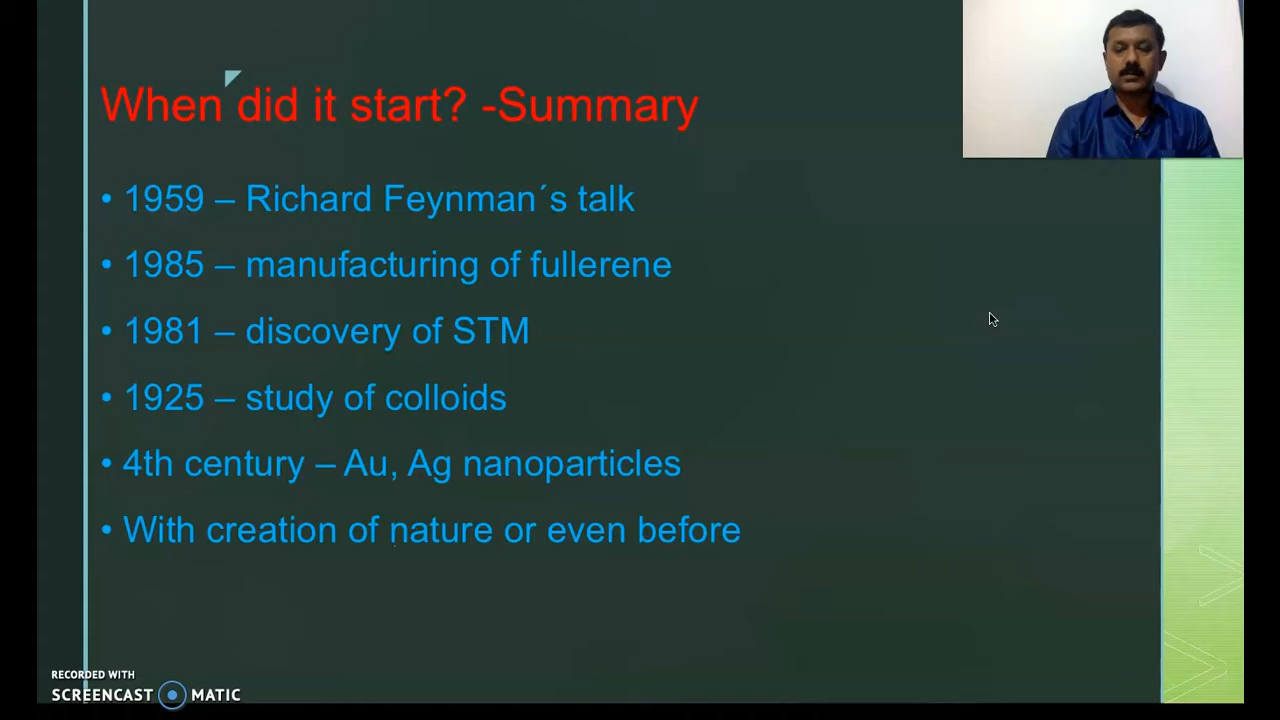 When did it start? -Summary
• 1959 – Richard Feynman´s talk
• 1985 – manufacturing of fullerene
• 1981 – discovery of STM
• 1925 – study of colloids
• 4th century – Au, Ag nanoparticles
• With creation of nature or even before
RECORDED WITH
SCREENCAST MATIC